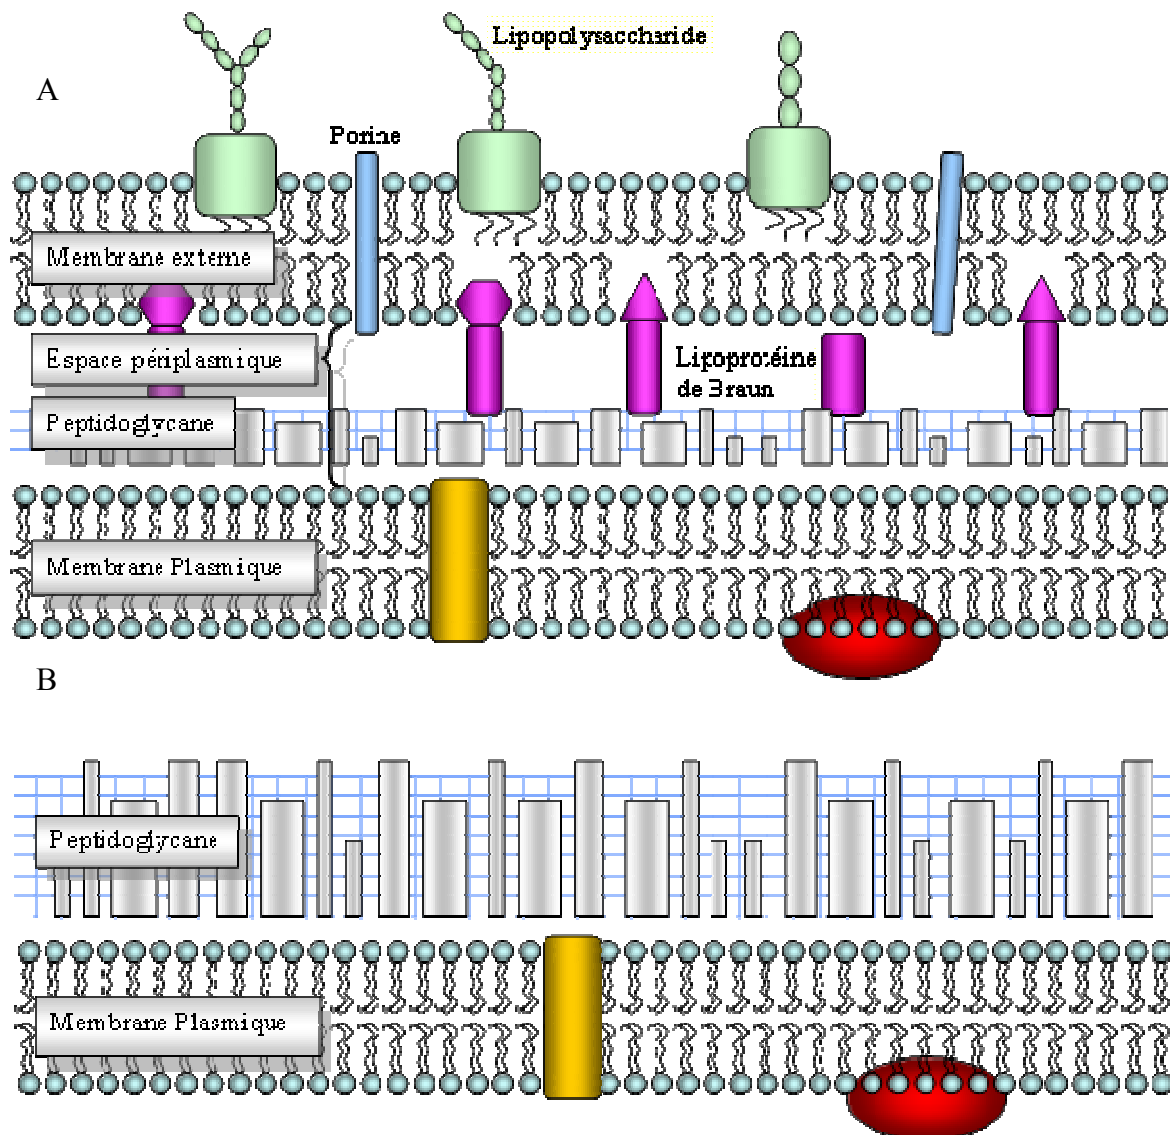 Lipopolysaccharide
A
Porine
Membrane externe
Espace périplasmique
Lipoprotéine
de Braun
Peptidoglycane
Membrane Plasmique
B
Peptidoglycane
Membrane Plasmique